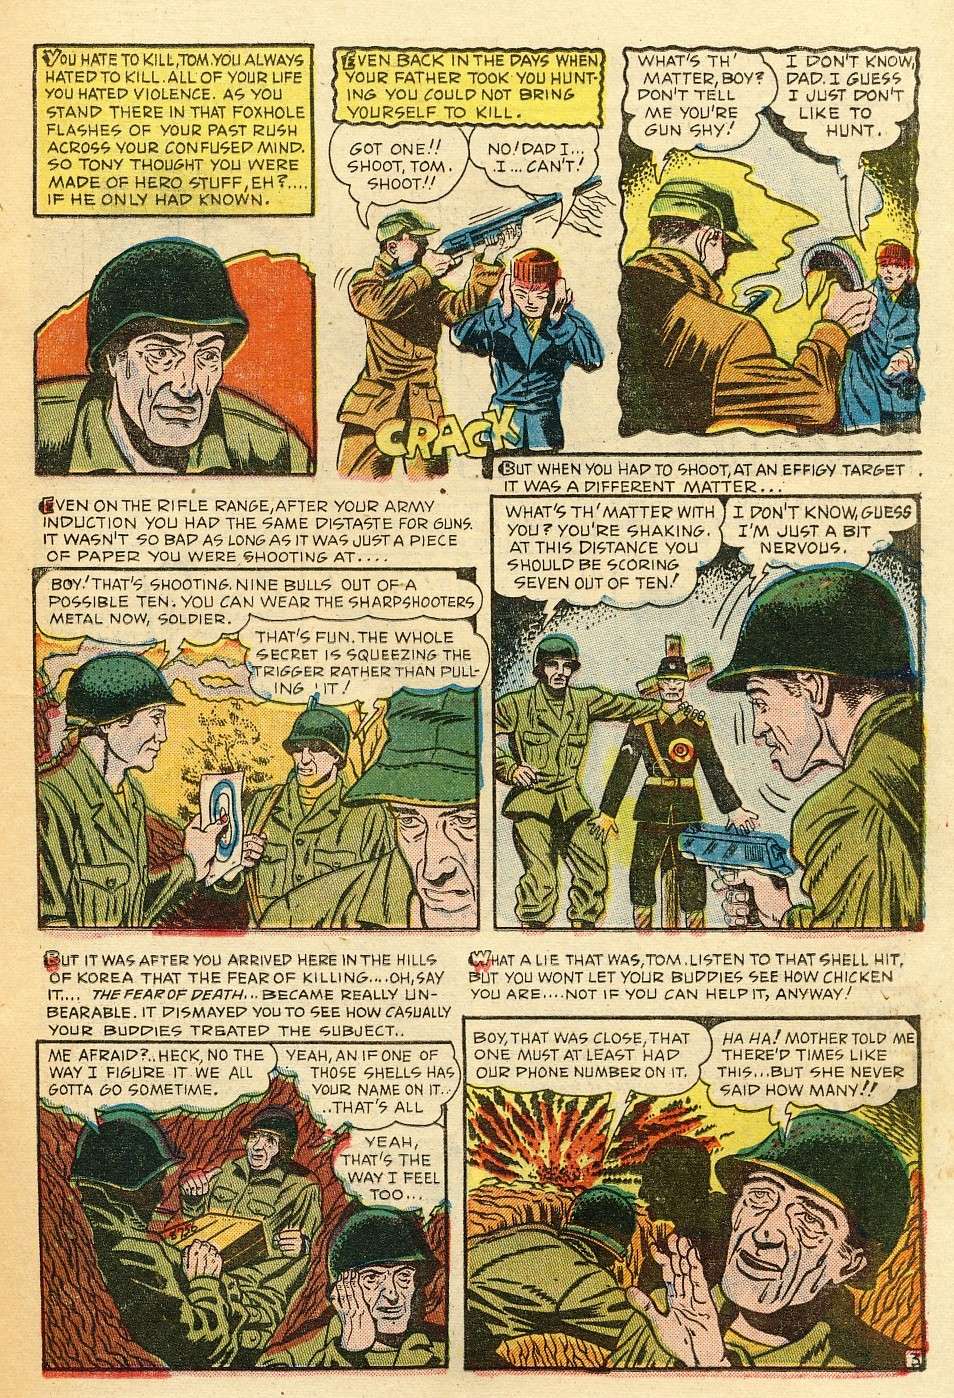 YOU HATE TO KILL, TOM. YOU ALWAYS
HATED TO KILL. ALL OF YOUR LIFE
YOU HATED VIOLENCE. AS YOU
STAND THERE IN THAT FOXHOLE
FLASHES OF YOUR PAST RUSH
ACROSS YOUR CONFUSED MIND.
SO TONY THOUGHT YOU WERE
MADE OF HERO STUFF, EH?....
IF HE ONLY HAD KNOWN.
EVEN BACK IN THE DAYS WHEN
YOUR FATHER TOOK YOU HUNT-
ING YOU COULD NOT BRING
YOURSELF TO KILL.
GOT ONE!!
SHOOT, TOM.
SHOOT!!
NO! DAD I...
.I... CAN'T!
CRACK
WHAT'S TH'
MATTER, BOY?
DON'T TELL
ME YOU'RE
GUN SHY!
I DON'T KNOW,
DAD. I GUESS
I JUST DON'T
LIKE TO
HUNT.
EVEN ON THE RIFLE RANGE, AFTER YOUR ARMY
INDUCTION YOU HAD THE SAME DISTASTE FOR GUNS.
IT WASN'T SO BAD AS LONG AS IT WAS JUST A PIECE
OF PAPER YOU WERE SHOOTING AT....
BOY! THAT'S SHOOTING. NINE BULLS OUT OF A
POSSIBLE TEN. YOU CAN WEAR THE SHARPSHOOTERS
METAL NOW, SOLDIER.
THAT'S FUN. THE WHOLE
SECRET IS SQUEEZING THE
TRIGGER RATHER THAN PULL-
ING IT!
BUT WHEN YOU HAD TO SHOOT, AT AN EFFIGY TARGET
IT WAS A DIFFERENT MATTER...
WHAT'S TH' MATTER WITH
YOU? YOU'RE SHAKING.
AT THIS DISTANCE YOU
SHOULD BE SCORING
SEVEN OUT OF TEN!
I DON'T KNOW, GUESS
I'M JUST A BIT
NERVOUS.
BUT IT WAS AFTER YOU ARRIVED HERE IN THE HILLS
OF KOREA THAT THE FEAR OF KILLING....OH, SAY
IT.... THE FEAR OF DEATH... BECAME REALLY UN-
BEARABLE. IT DISMAYED YOU TO SEE HOW CASUALLY
YOUR BUDDIES TREATED THE SUBJECT..
ME AFRAID?..HECK, NO THE
WAY I FIGURE IT WE ALL
GOTTA GO SOMETIME.
YEAH, AN IF ONE OF
THOSE SHELLS HAS
YOUR NAME ON IT..
..THAT'S ALL
YEAH,
THAT'S THE
WAY I FEEL
TOO...
WHAT A LIE THAT WAS, TOM. LISTEN TO THAT SHELL HIT.
BUT YOU WONT LET YOUR BUDDIES SEE HOW CHICKEN
YOU ARE....NOT IF YOU CAN HELP IT, ANYWAY!
BOY, THAT WAS CLOSE, THAT
ONE MUST AT LEAST HAD
OUR PHONE NUMBER ON IT.
HA HA! MOTHER TOLD ME
THERE'D TIMES LIKE
THIS...BUT SHE NEVER
SAID HOW MANY!!
3